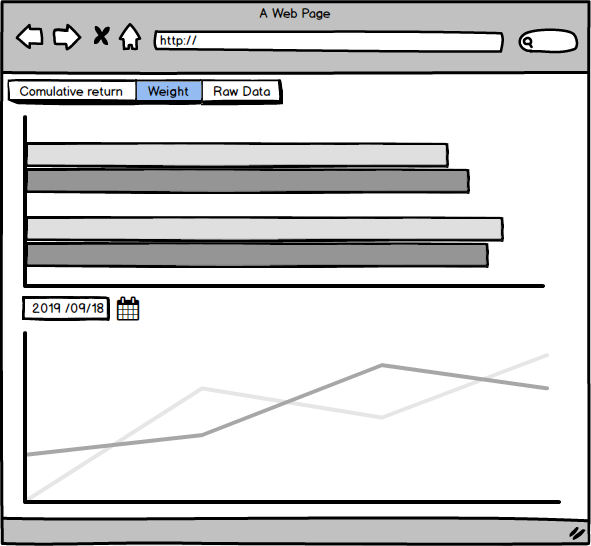 A Web Page
http://
Comulative return Weight Raw Data
2019 /09/18